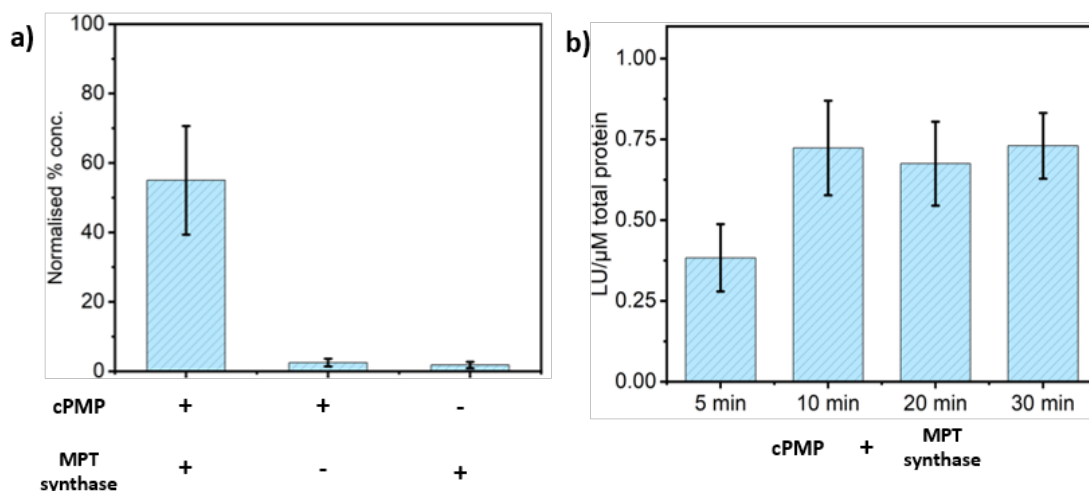 a)
Normalised % conc.
100
80
60
40
20
0
cPMP + + -
MPT
synthase + - +
b)
LU/µM total protein
1.00
0.75
0.50
0.25
0.00
5 min 10 min 20 min 30 min
cPMP + MPT
synthase